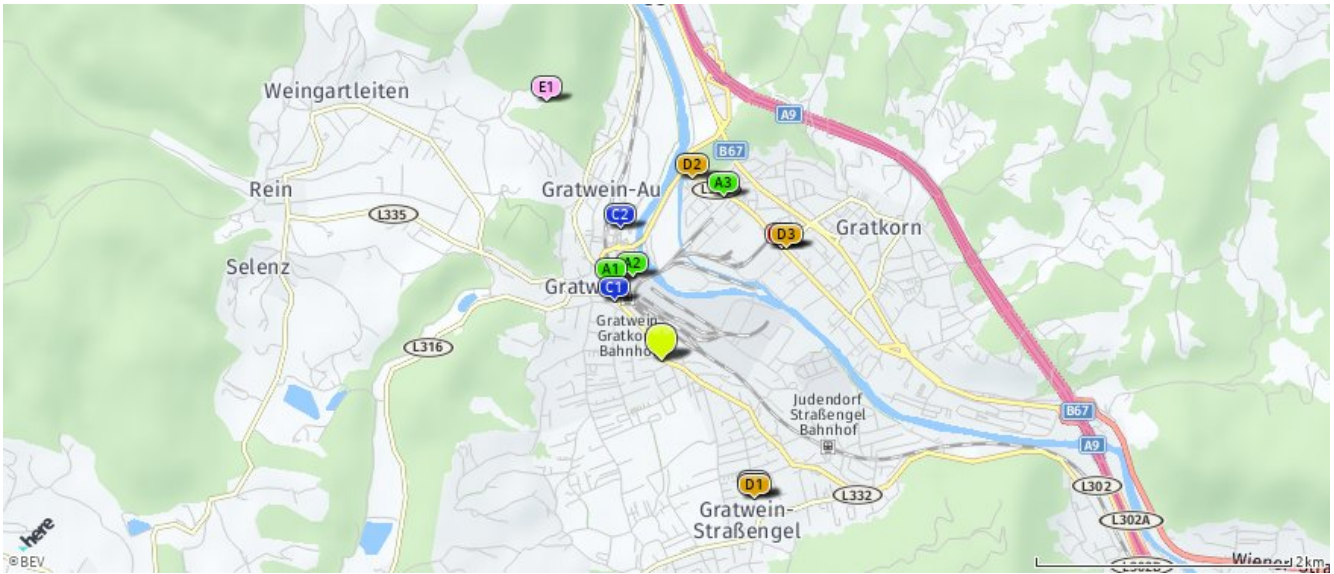 E1
Weingartleiten
A9
B67
D2
A3
Rein
Gratwein-Au
L335
C2
D3
Gratkorn
Selenz
A1
A2
C1
Gratwein
Gratkorn
Bahnhof
L316
Judendorf
Straßengel
Bahnhof
B67
A9
D1
L332
L302
Gratwein-
Straßengel
L302A
here
©BEV
2km
Wiener